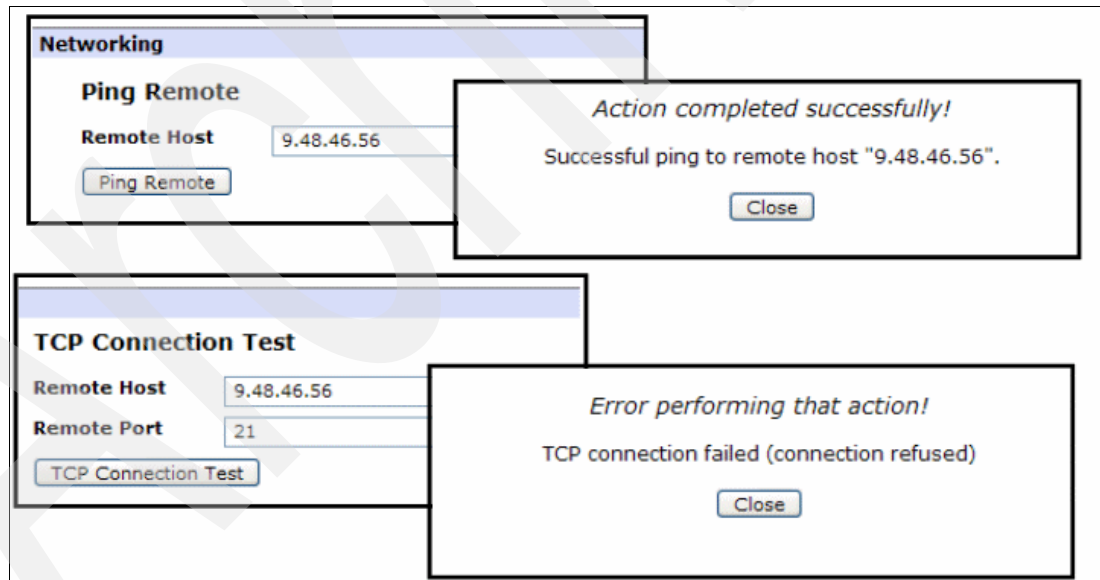 Networking
Ping Remote
Remote Host 9.48.46.56
Ping Remote
Action completed successfully!
Successful ping to remote host "9.48.46.56".
Close
TCP Connection Test
Remote Host 9.48.46.56
Remote Port 21
TCP Connection Test
Error performing that action!
TCP connection failed (connection refused)
Close